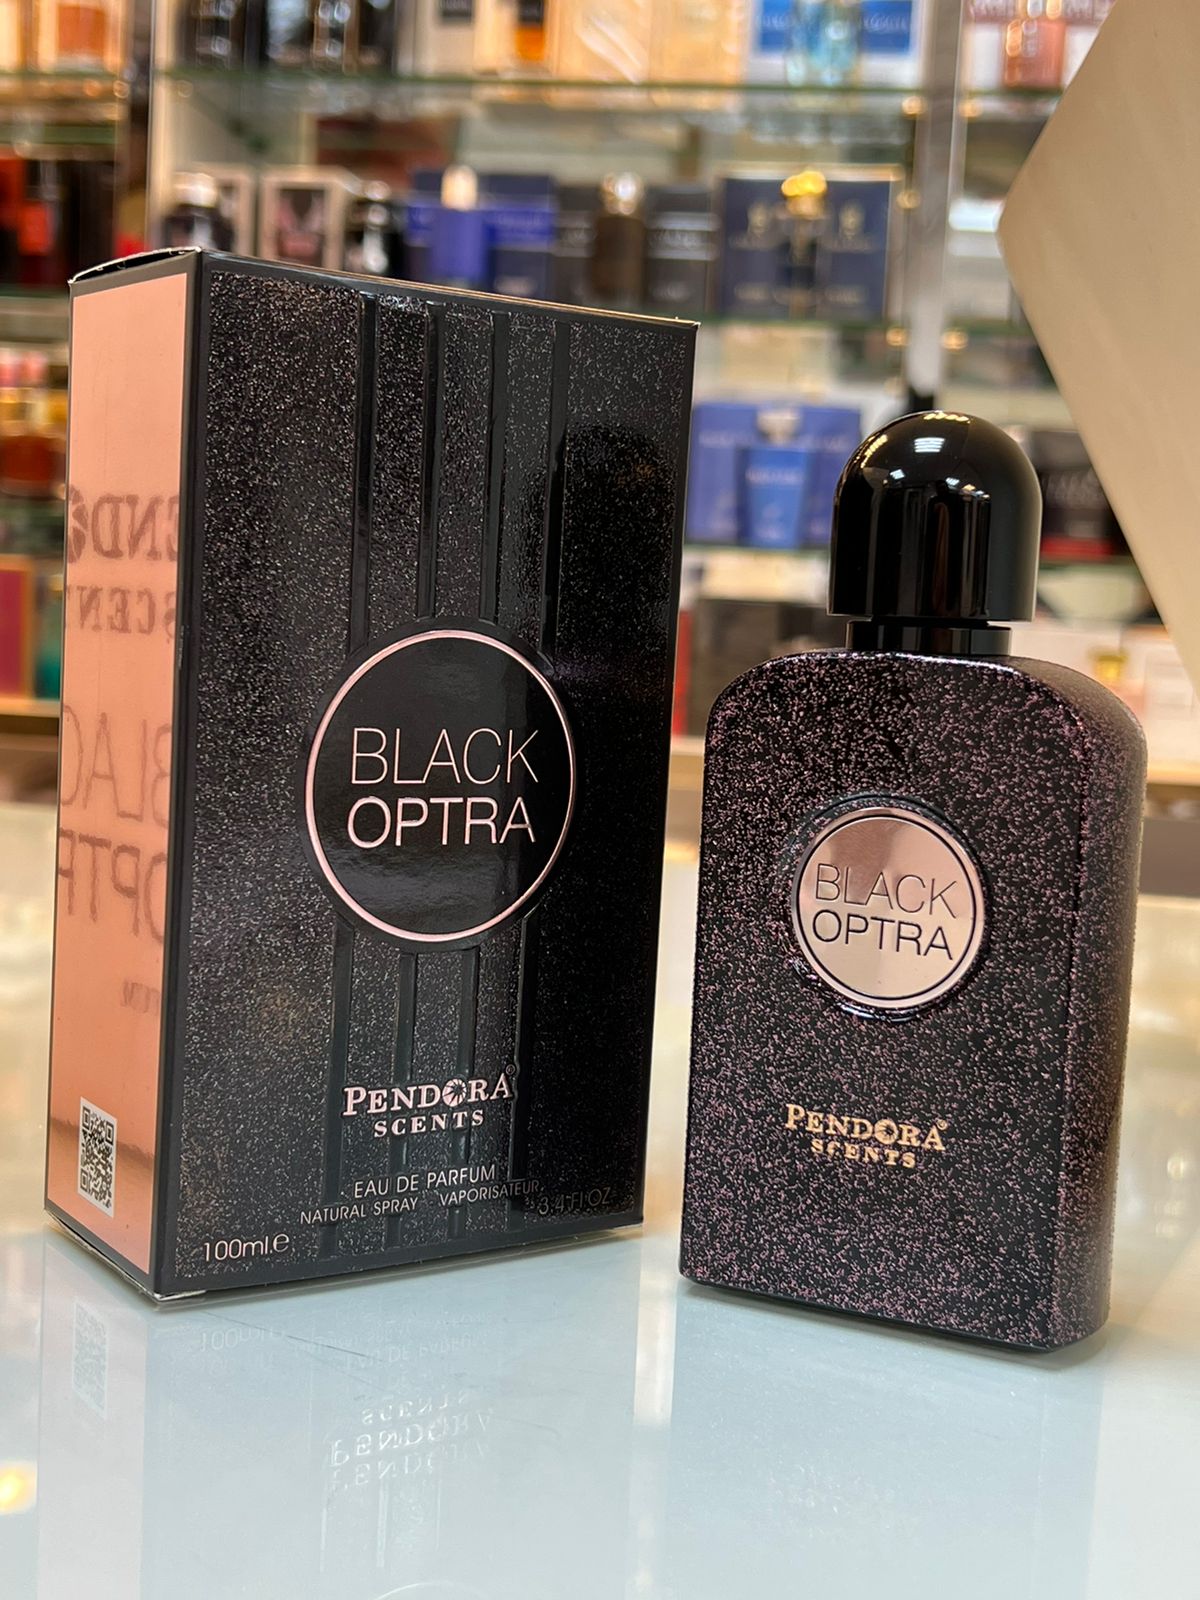 BLACK
OPTRA
PENDORA®
SCENTS
EAU DE PARFUM
NATURAL SPRAY VAPORISATEUR
100ml.e 3.4 Fl OZ
BLACK
OPTRA
PENDORA®
SCENTS